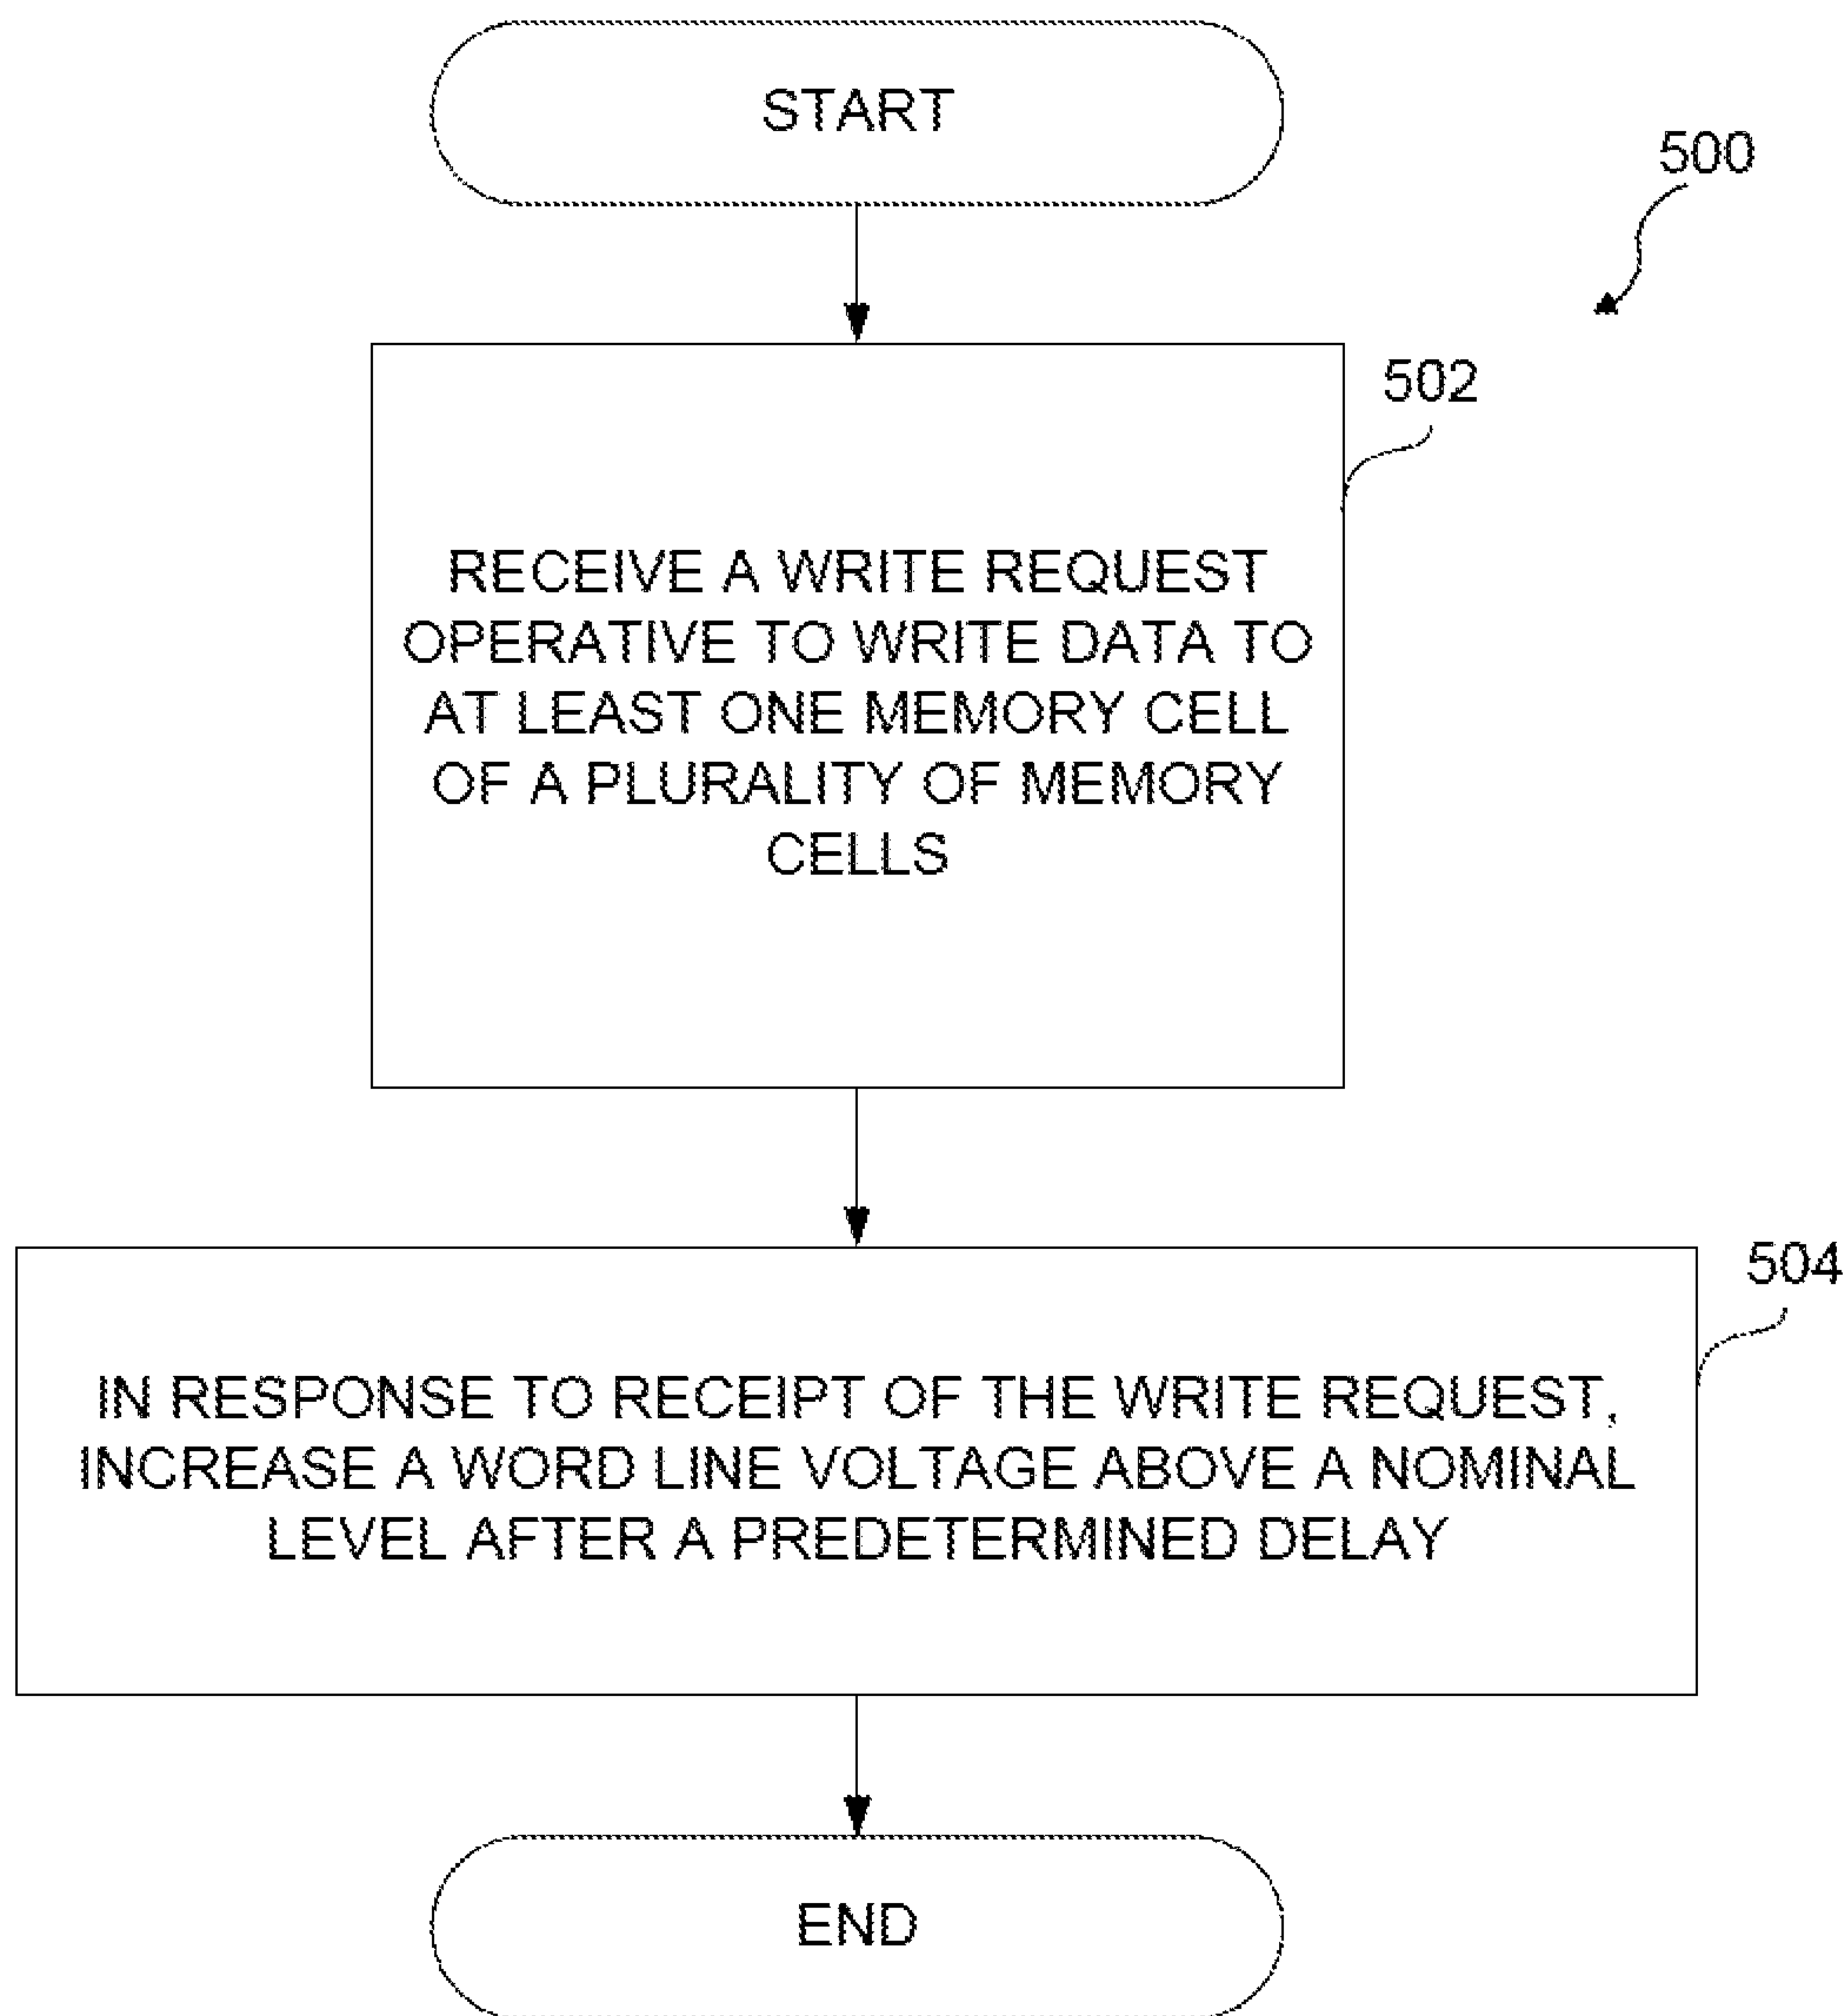 START
500
502
RECEIVE A WRITE REQUEST
OPERATIVE TO WRITE DATA TO
AT LEAST ONE MEMORY CELL
OF A PLURALITY OF MEMORY
CELLS
504
IN RESPONSE TO RECEIPT OF THE WRITE REQUEST,
INCREASE A WORD LINE VOLTAGE ABOVE A NOMINAL
LEVEL AFTER A PREDETERMINED DELAY
END